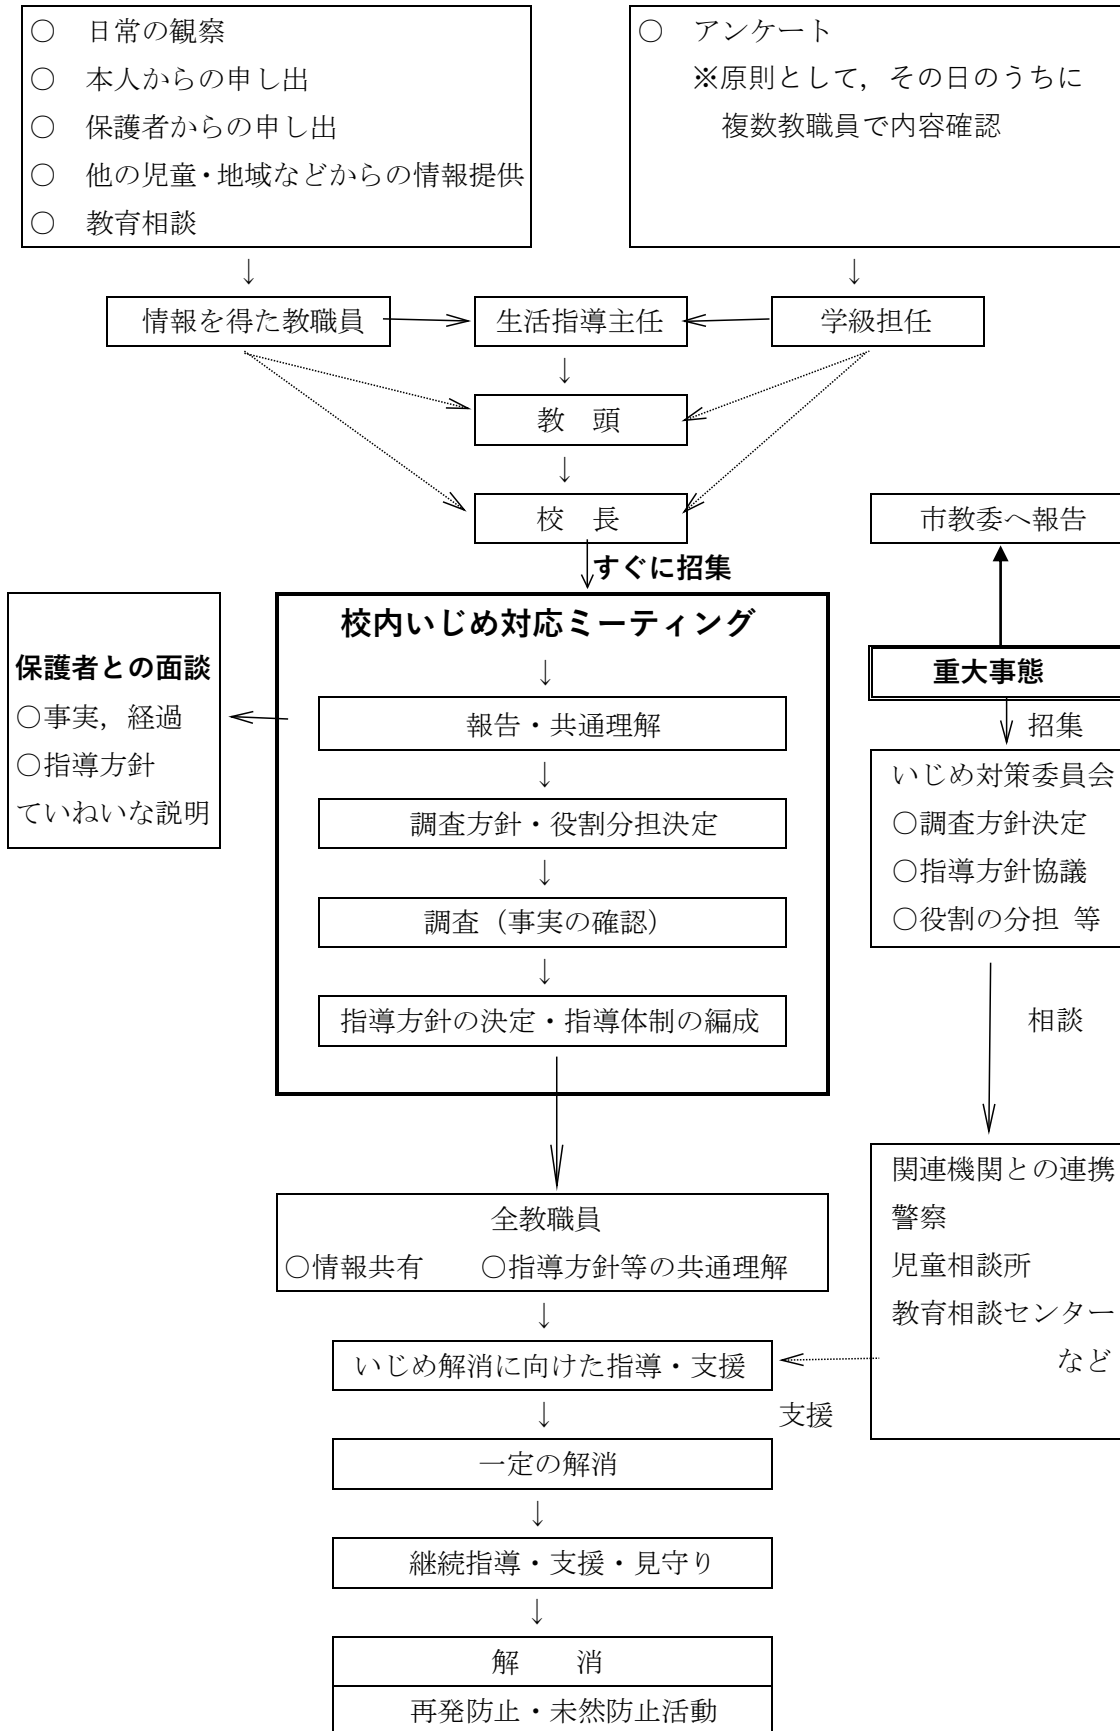 ○　日常の観察
○　本人からの申し出
○　保護者からの申し出
○　他の児童・地域などからの情報提供
○　教育相談
○　アンケート
※原則として，その日のうちに
複数教職員で内容確認
↓
↓
情報を得た教職員
生活指導主任
学級担任
↓
教　頭
↓
校　長
すぐに招集
校内いじめ対応ミーティング
↓
報告・共通理解
↓
調査方針・役割分担決定
↓
調査（事実の確認）
↓
指導方針の決定・指導体制の編成
保護者との面談
○事実，経過
○指導方針
ていねいな説明
市教委へ報告
重大事態
招集
いじめ対策委員会
○調査方針決定
○指導方針協議
○役割の分担 等
相談
関連機関との連携
警察
児童相談所
教育相談センター
など
全教職員
○情報共有　　○指導方針等の共通理解
↓
いじめ解消に向けた指導・支援
支援
↓
一定の解消
↓
継続指導・支援・見守り
↓
解　　消
再発防止・未然防止活動